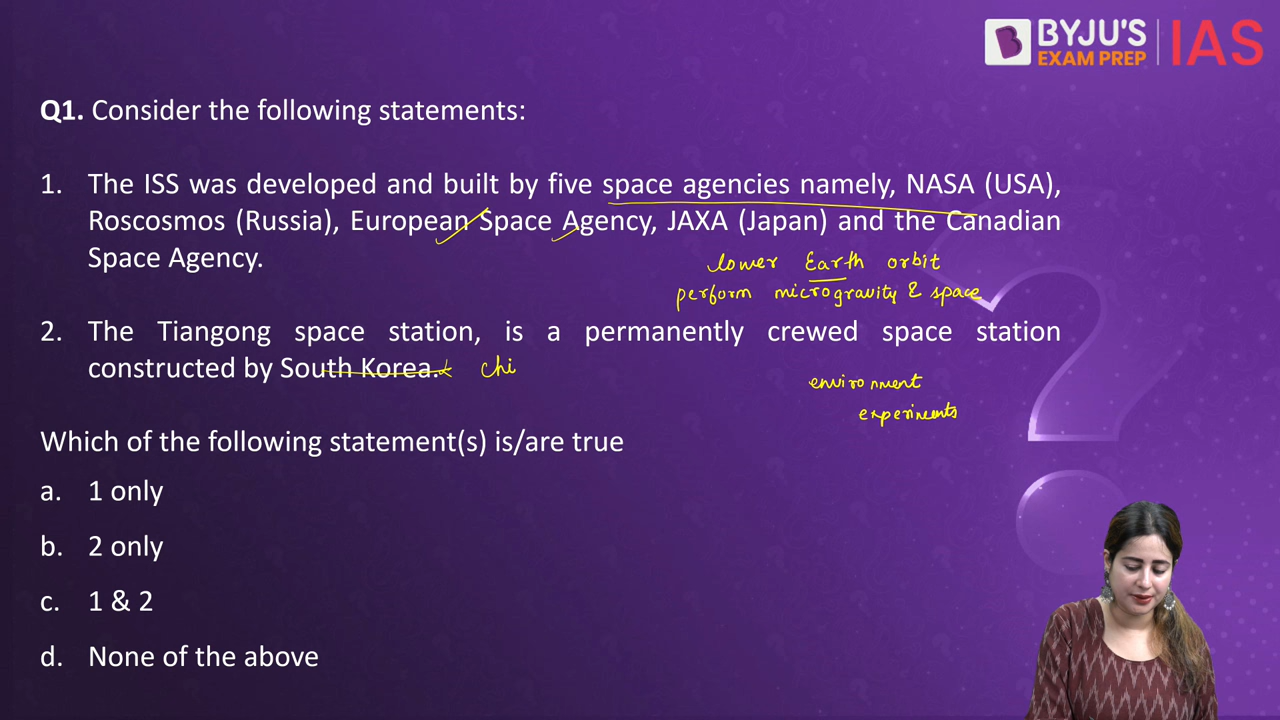 BYJU'S
EXAM PREP
IAS
Q1. Consider the following statements:
1. The ISS was developed and built by five space agencies namely, NASA (USA),
Roscosmos (Russia), European Space Agency, JAXA (Japan) and the Canadian
Space Agency.
lower Earth orbit
perform microgravity & space
2. The Tiangong space station, is a permanently crewed space station
constructed by South Korea. chi
environment
experiments
Which of the following statement(s) is/are true
a. 1 only
b. 2 only
c. 1 & 2
d. None of the above